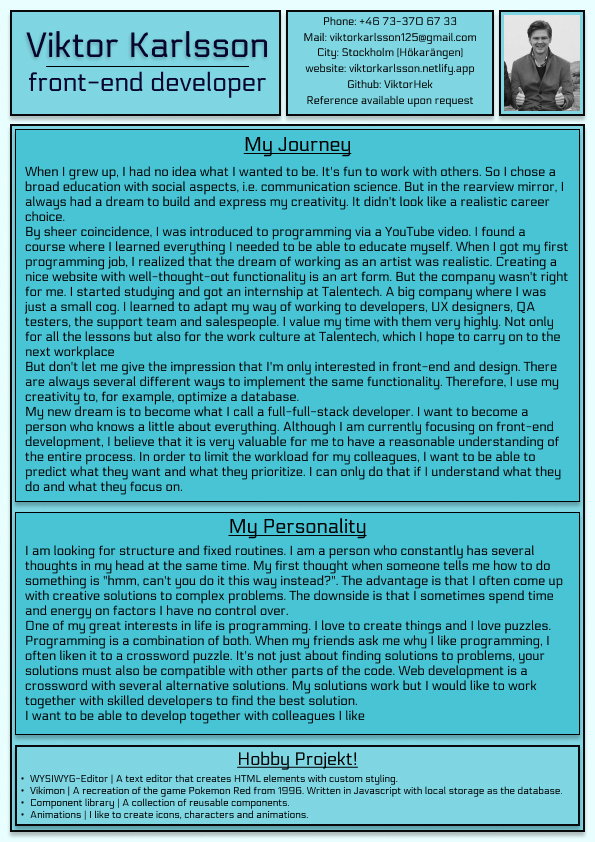 Viktor Karlsson
front-end developer
Phone: +46 73-370 67 33
Mail: viktorkarlsson125@gmail.com
City: Stockholm (Hökarängen)
website: viktorkarlsson.netlify.app
Github: ViktorHek
Reference available upon request
My Journey
When I grew up, I had no idea what I wanted to be. It's fun to work with others. So I chose a
broad education with social aspects, i.e. communication science. But in the rearview mirror, I
always had a dream to build and express my creativity. It didn't look like a realistic career
choice.
By sheer coincidence, I was introduced to programming via a YouTube video. I found a
course where I learned everything I needed to be able to educate myself. When I got my first
programming job, I realized that the dream of working as an artist was realistic. Creating a
nice website with well-thought-out functionality is an art form. But the company wasn't right
for me. I started studying and got an internship at Talentech. A big company where I was
just a small cog. I learned to adapt my way of working to developers, UX designers, QA
testers, the support team and salespeople. I value my time with them very highly. Not only
for all the lessons but also for the work culture at Talentech, which I hope to carry on to the
next workplace
But don't let me give the impression that I'm only interested in front-end and design. There
are always several different ways to implement the same functionality. Therefore, I use my
creativity to, for example, optimize a database.
My new dream is to become what I call a full-full-stack developer. I want to become a
person who knows a little about everything. Although I am currently focusing on front-end
development, I believe that it is very valuable for me to have a reasonable understanding of
the entire process. In order to limit the workload for my colleagues, I want to be able to
predict what they want and what they prioritize. I can only do that if I understand what they
do and what they focus on.
My Personality
I am looking for structure and fixed routines. I am a person who constantly has several
thoughts in my head at the same time. My first thought when someone tells me how to do
something is "hmm, can't you do it this way instead?". The advantage is that I often come up
with creative solutions to complex problems. The downside is that I sometimes spend time
and energy on factors I have no control over.
One of my great interests in life is programming. I love to create things and I love puzzles.
Programming is a combination of both. When my friends ask me why I like programming, I
often liken it to a crossword puzzle. It's not just about finding solutions to problems, your
solutions must also be compatible with other parts of the code. Web development is a
crossword with several alternative solutions. My solutions work but I would like to work
together with skilled developers to find the best solution.
I want to be able to develop together with colleagues I like
Hobby Projekt!
• WYSIWYG-Editor | A text editor that creates HTML elements with custom styling.
• Vikimon | A recreation of the game Pokemon Red from 1996. Written in Javascript with local storage as the database.
• Component library | A collection of reusable components.
• Animations | I like to create icons, characters and animations.